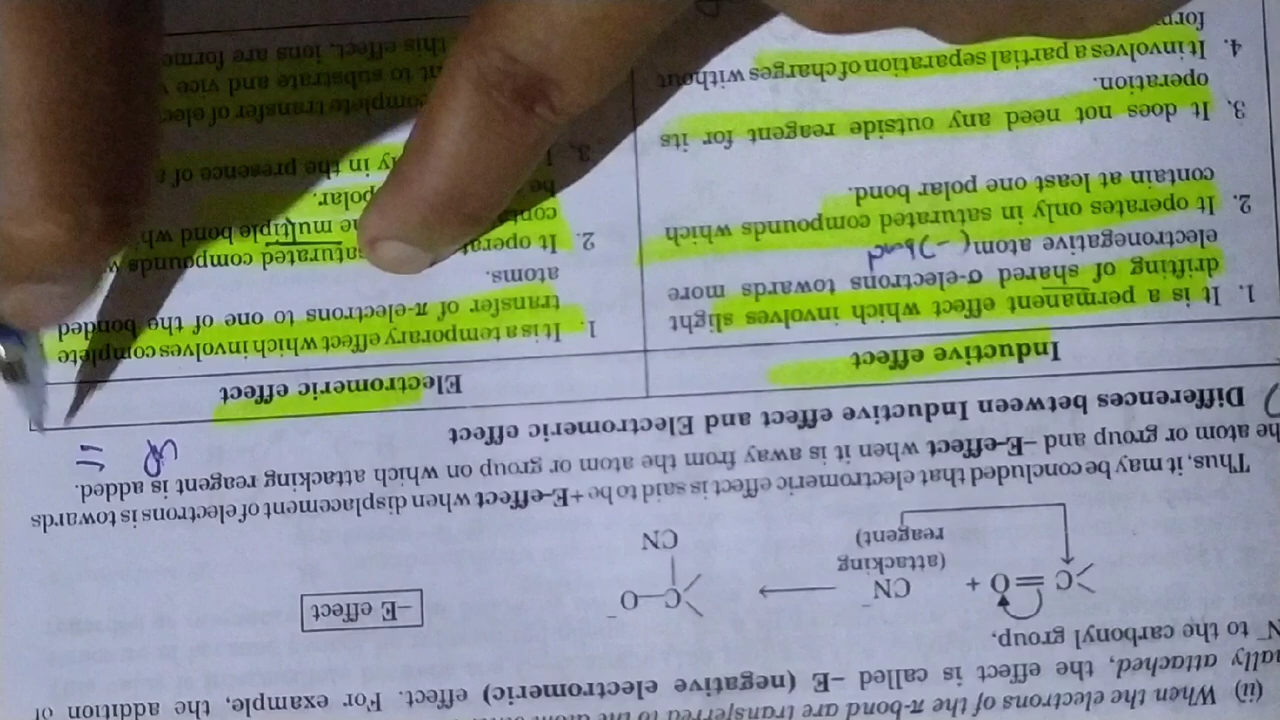 (ii) When the electrons of the π-bond are transferred to the
ally attached, the effect is called –E (negative electromeric) effect. For example, the addition of
N⁻ to the carbonyl group,
>C=O + CN⁻ ⟶ >C—O⁻
(attacking
reagent)
CN
–E effect
Thus, it may be concluded that electromeric effect is said to be +E-effect when displacement of electrons is towards
he atom or group and –E-effect when it is away from the atom or group on which attacking reagent is added.
Differences between Inductive effect and Electromeric effect
Inductive effect
1. It is a permanent effect which involves slight
drifting of shared σ-electrons towards more
electronegative atom
2. It operates only in saturated compounds which
contain at least one polar bond.
3. It does not need any outside reagent for its
operation.
4. It involves a partial separation of charges without
Electromeric effect
1. It is a temporary effect which involves complete
transfer of π-electrons to one of the bonded
atoms.
2. It saturated compounds
multiple bond
be polar.
3. in the presence of
complete transfer of
to substrate and vice
this effect, ions are